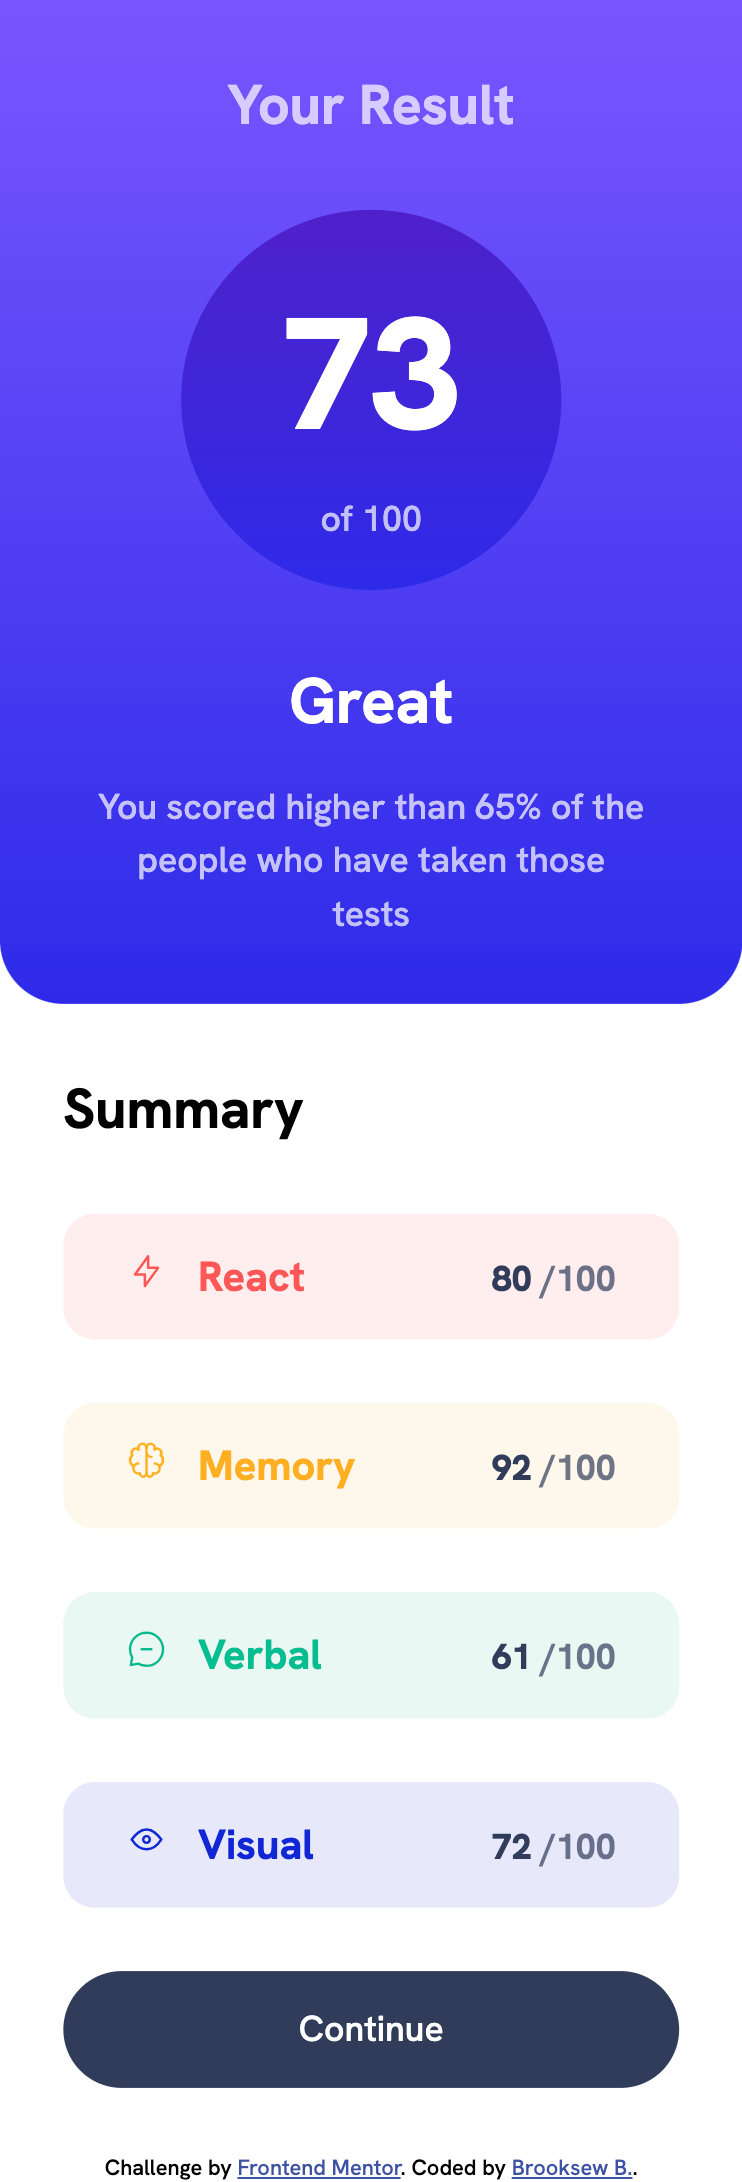 Your Result
73
of 100
Great
You scored higher than 65% of the
people who have taken those
tests
Summary
React 80 /100
Memory 92 /100
Verbal 61 /100
Visual 72 /100
Continue
Challenge by Frontend Mentor. Coded by Brooksew B..